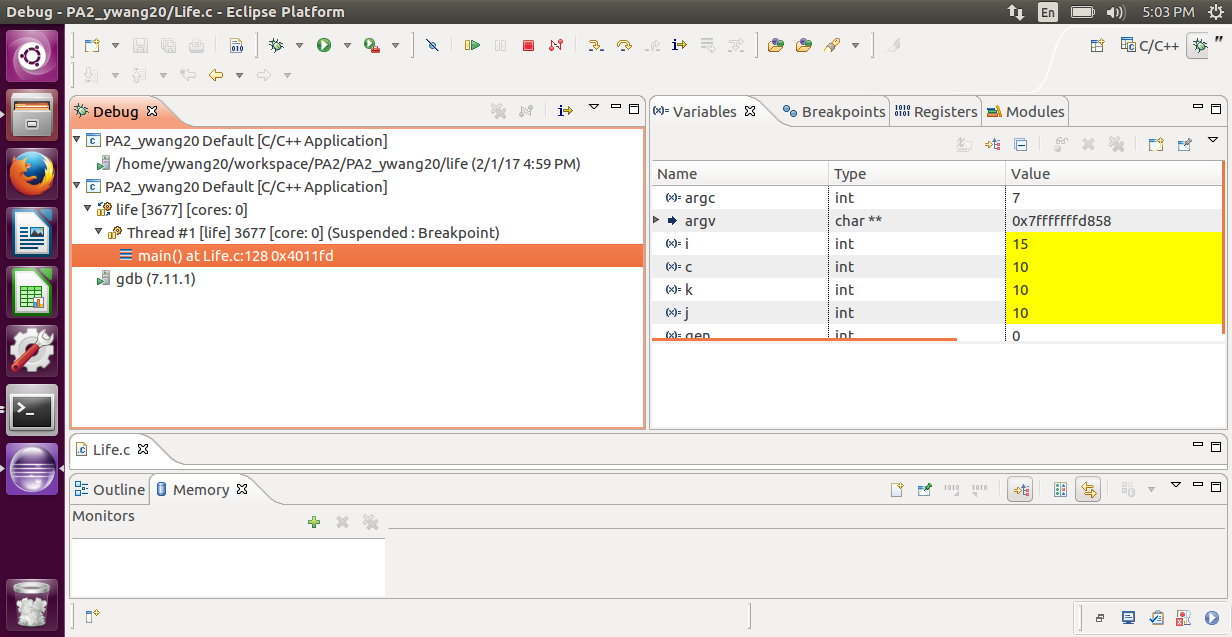 Debug - PA2_ywang20/Life.c - Eclipse Platform
En
5:03 PM
C/C++
Debug
Variables
Breakpoints
Registers
Modules
PA2_ywang20 Default [C/C++ Application]
/home/ywang20/workspace/PA2/PA2_ywang20/life (2/1/17 4:59 PM)
PA2_ywang20 Default [C/C++ Application]
life [3677] [cores: 0]
Thread #1 [life] 3677 [core: 0] (Suspended : Breakpoint)
main() at Life.c:128 0x4011fd
gdb (7.11.1)
Name Type Value
argc int 7
argv char ** 0x7fffffffd858
i int 15
c int 10
k int 10
j int 10
gen int 0
Life.c
Outline
Memory
Monitors